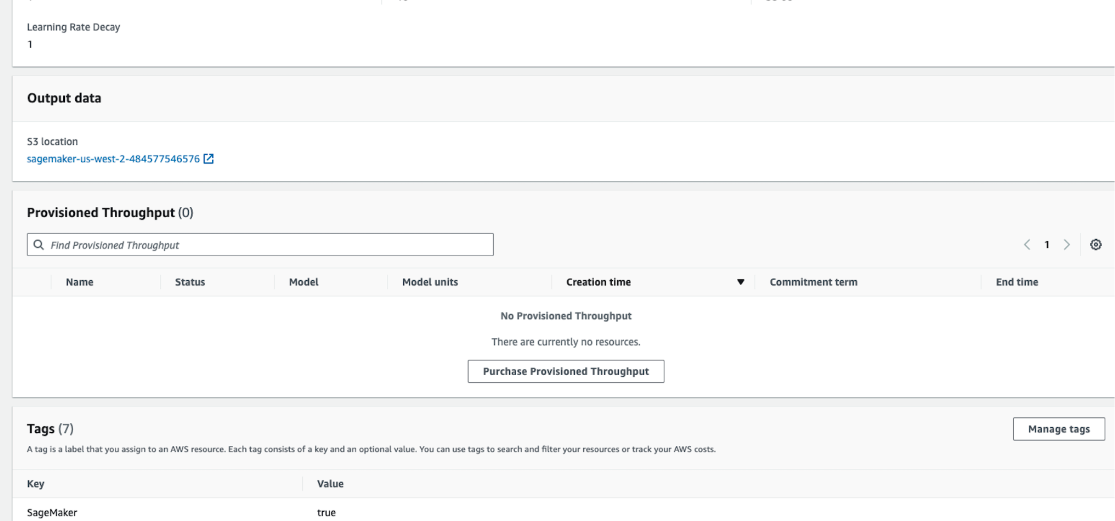 Learning Rate Decay
1
Output data
S3 location
sagemaker-us-west-2-484577546576
Provisioned Throughput (0)
Find Provisioned Throughput
1
Name Status Model Model units Creation time Commitment term End time
No Provisioned Throughput
There are currently no resources.
Purchase Provisioned Throughput
Tags (7)
Manage tags
A tag is a label that you assign to an AWS resource. Each tag consists of a key and an optional value. You can use tags to search and filter your resources or track your AWS costs.
Key Value
SageMaker true